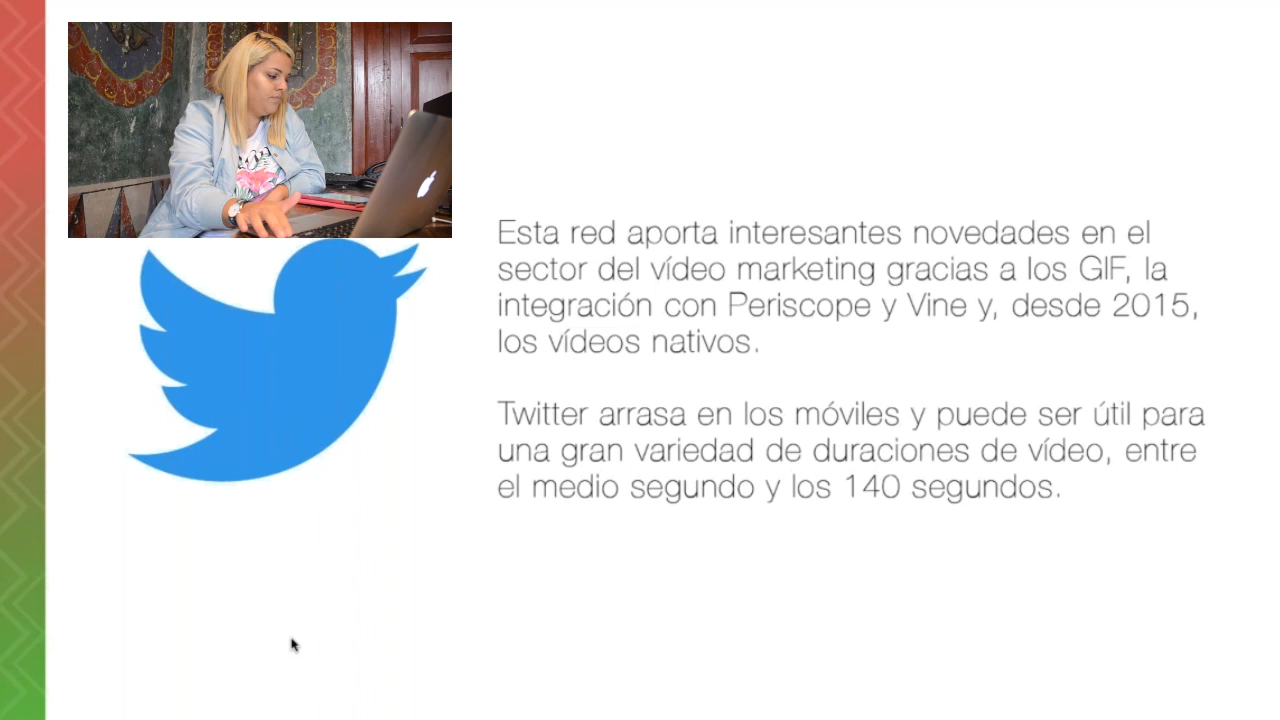 Esta red aporta interesantes novedades en el
sector del vídeo marketing gracias a los GIF, la
integración con Periscope y Vine y, desde 2015,
los vídeos nativos.
Twitter arrasa en los móviles y puede ser útil para
una gran variedad de duraciones de vídeo, entre
el medio segundo y los 140 segundos.